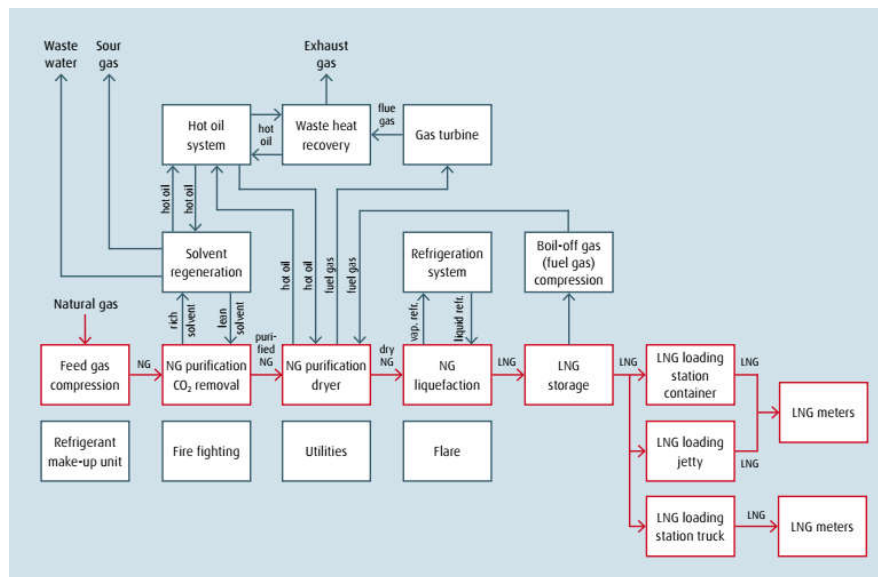 Waste
water
Sour
gas
Exhaust
gas
Hot oil
system
hot
oil
Waste heat
recovery
flue
gas
Gas turbine
hot oil
hot oil
hot oil
hot oil
fuel gas
fuel gas
Solvent
regeneration
Refrigeration
system
Boil-off gas
(fuel gas)
compression
Natural gas
rich
solvent
lean
solvent
vap. refr.
liquid refr.
Feed gas
compression
NG
NG purification
CO₂ removal
puri-
fied
NG
NG purification
dryer
dry
NG
NG
liquefaction
LNG
LNG
storage
LNG
LNG loading
station
container
LNG
LNG meters
Refrigerant
make-up unit
Fire fighting
Utilities
Flare
LNG loading
jetty
LNG
LNG loading
station truck
LNG
LNG meters